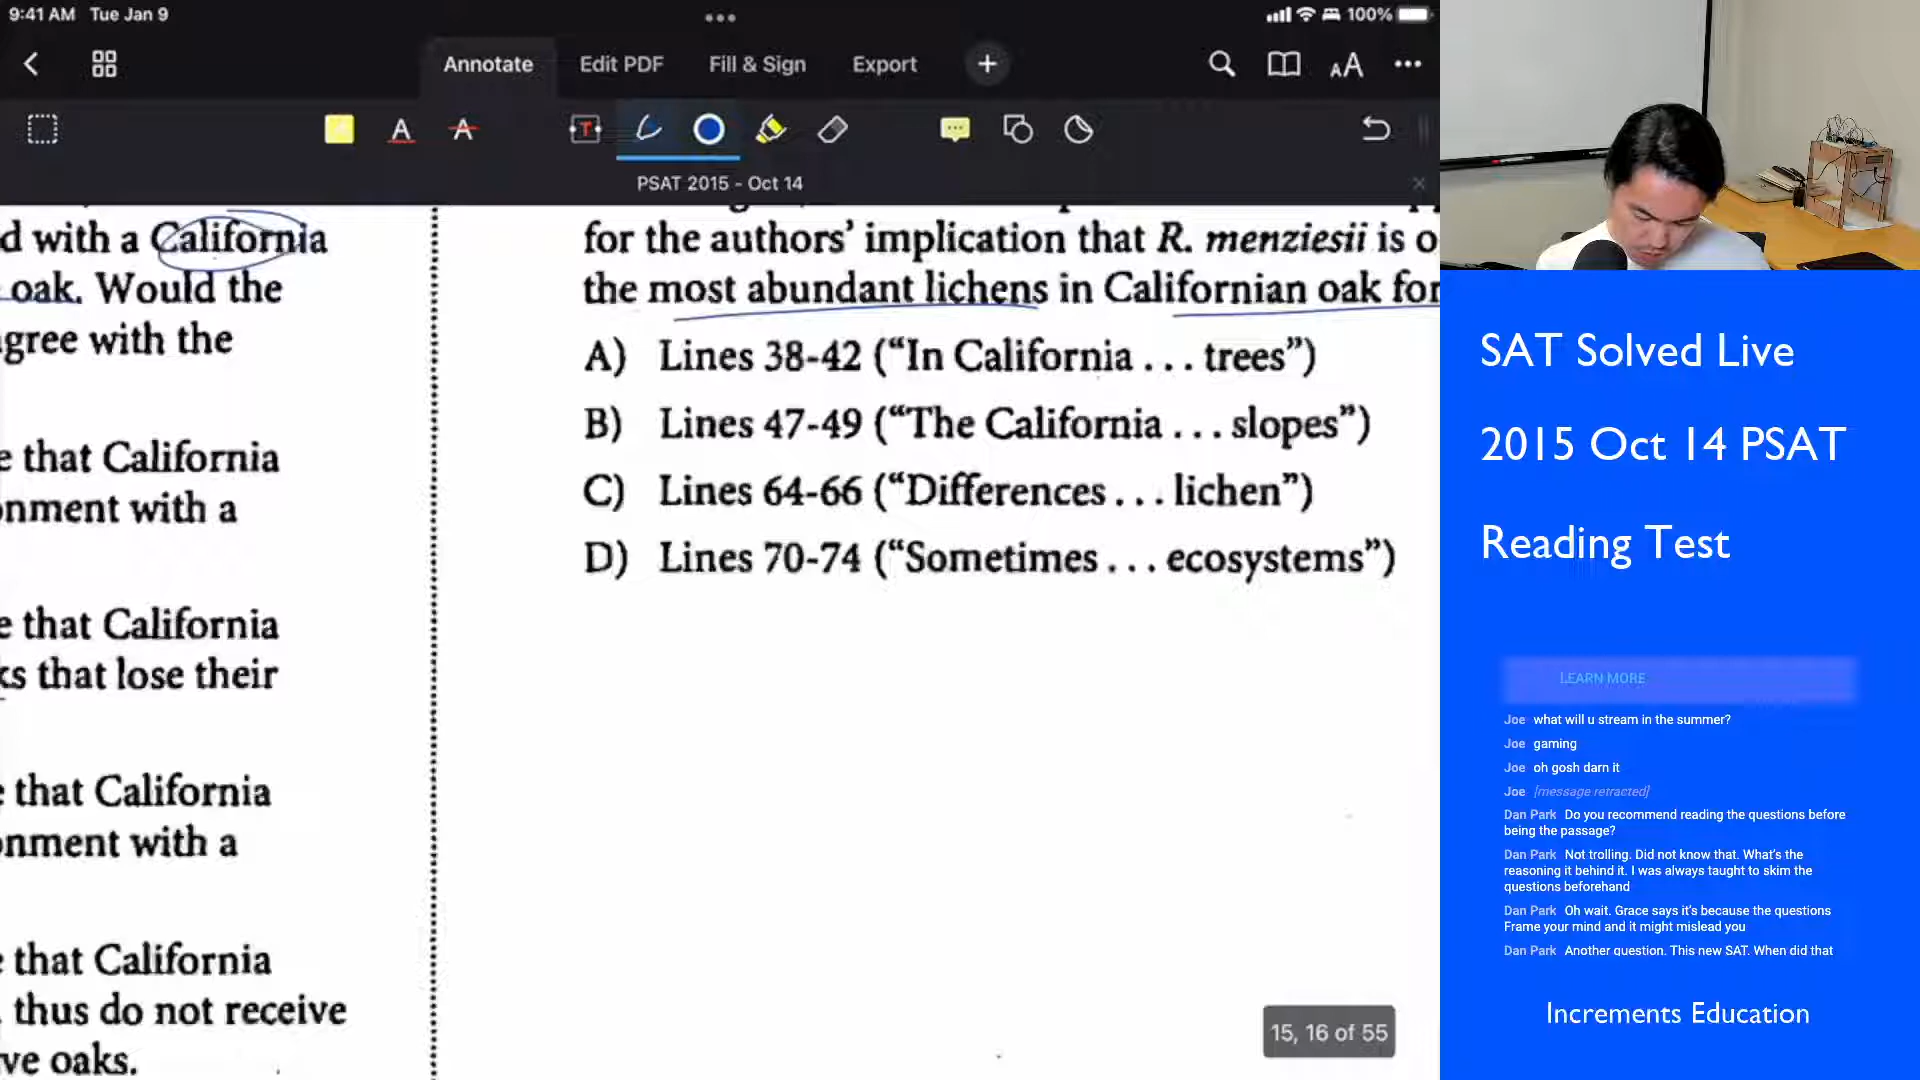 9:41 AM Tue Jan 9
100%
Annotate
Edit PDF
Fill & Sign
Export
AA
A
A
T
PSAT 2015 - Oct 14
d with a California
oak. Would the
gree with the
e that California
onment with a
e that California
ks that lose their
that California
onment with a
that California
thus do not receive
ve oaks.
for the authors’ implication that R. menziesii is o
the most abundant lichens in Californian oak for
A) Lines 38-42 (“In California . . . trees”)
B) Lines 47-49 (“The California . . . slopes”)
C) Lines 64-66 (“Differences . . . lichen”)
D) Lines 70-74 (“Sometimes . . . ecosystems”)
15, 16 of 55
SAT Solved Live
2015 Oct 14 PSAT
Reading Test
LEARN MORE
Joe what will u stream in the summer?
Joe gaming
Joe oh gosh darn it
Joe [message retracted]
Dan Park Do you recommend reading the questions before
being the passage?
Dan Park Not trolling. Did not know that. What's the
reasoning it behind it. I was always taught to skim the
questions beforehand
Dan Park Oh wait. Grace says it's because the questions
Frame your mind and it might mislead you
Dan Park Another question. This new SAT. When did that
Increments Education